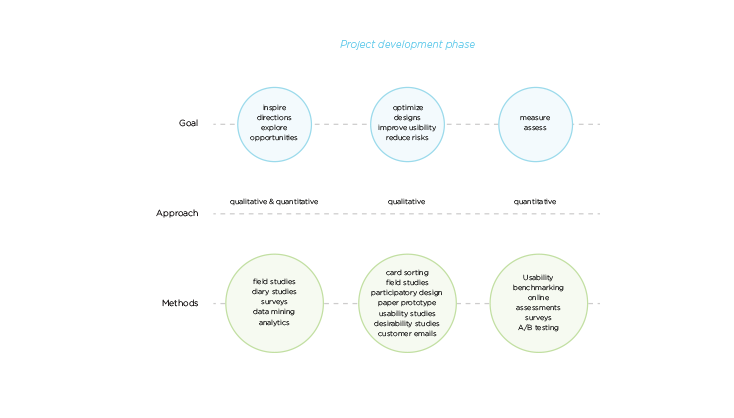 Project development phase
Goal
inspire
directions
explore
opportunities
optimize
designs
improve usibility
reduce risks
measure
assess
Approach
qualitative & quantitative
qualitative
quantitative
Methods
field studies
diary studies
surveys
data mining
analytics
card sorting
field studies
participatory design
paper prototype
usability studies
desirability studies
customer emails
Usability
benchmarking
online
assessments
surveys
A/B testing